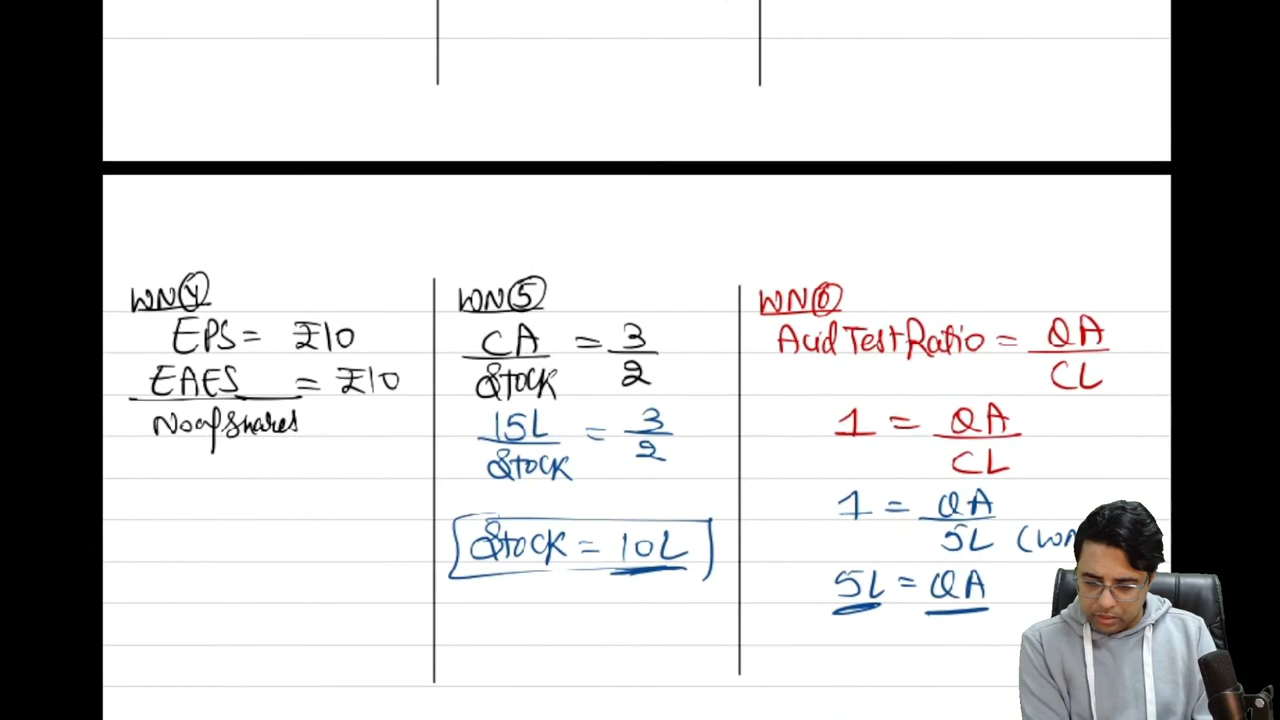 WN④
EPS = ₹10
EAES = ₹10
No of Shares
WN⑤
CA = 3
Stock 2
15L = 3
Stock 2
Stock = 10L
WN⑥
Acid Test Ratio = QA
CL
1 = QA
CL
1 = QA
5L
5L = QA